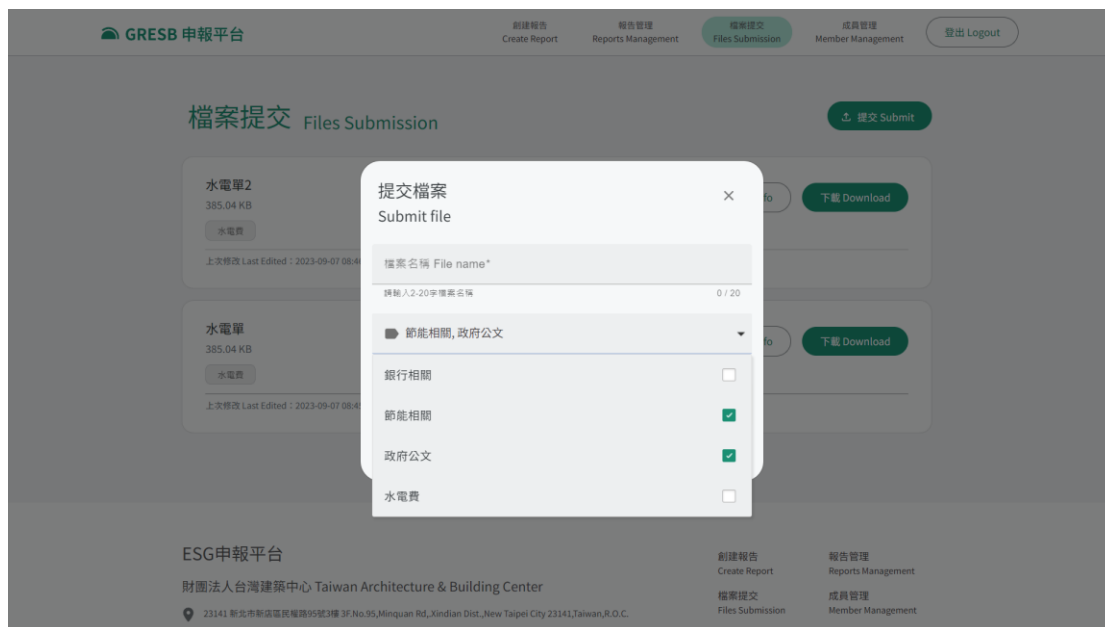 GRESB 申報平台
創建報告
Create Report
報告管理
Reports Management
檔案提交
Files Submission
成員管理
Member Management
登出 Logout
檔案提交 Files Submission
提交 Submit
水電單2
385.04 KB
水電費
上次修改 Last Edited：2023-09-07 08:4
fo
下載 Download
提交檔案
Submit file
檔案名稱 File name*
請輸入2-20字檔案名稱
0 / 20
節能相關, 政府公文
銀行相關
節能相關
政府公文
水電費
水電單
385.04 KB
水電費
上次修改 Last Edited：2023-09-07 08:4
fo
下載 Download
ESG申報平台
財團法人台灣建築中心 Taiwan Architecture & Building Center
23141 新北市新店區民權路95號3樓 3F.No.95,Minquan Rd,.Xindian Dist.,New Taipei City 23141,Taiwan,R.O.C.
創建報告
Create Report
報告管理
Reports Management
檔案提交
Files Submission
成員管理
Member Management